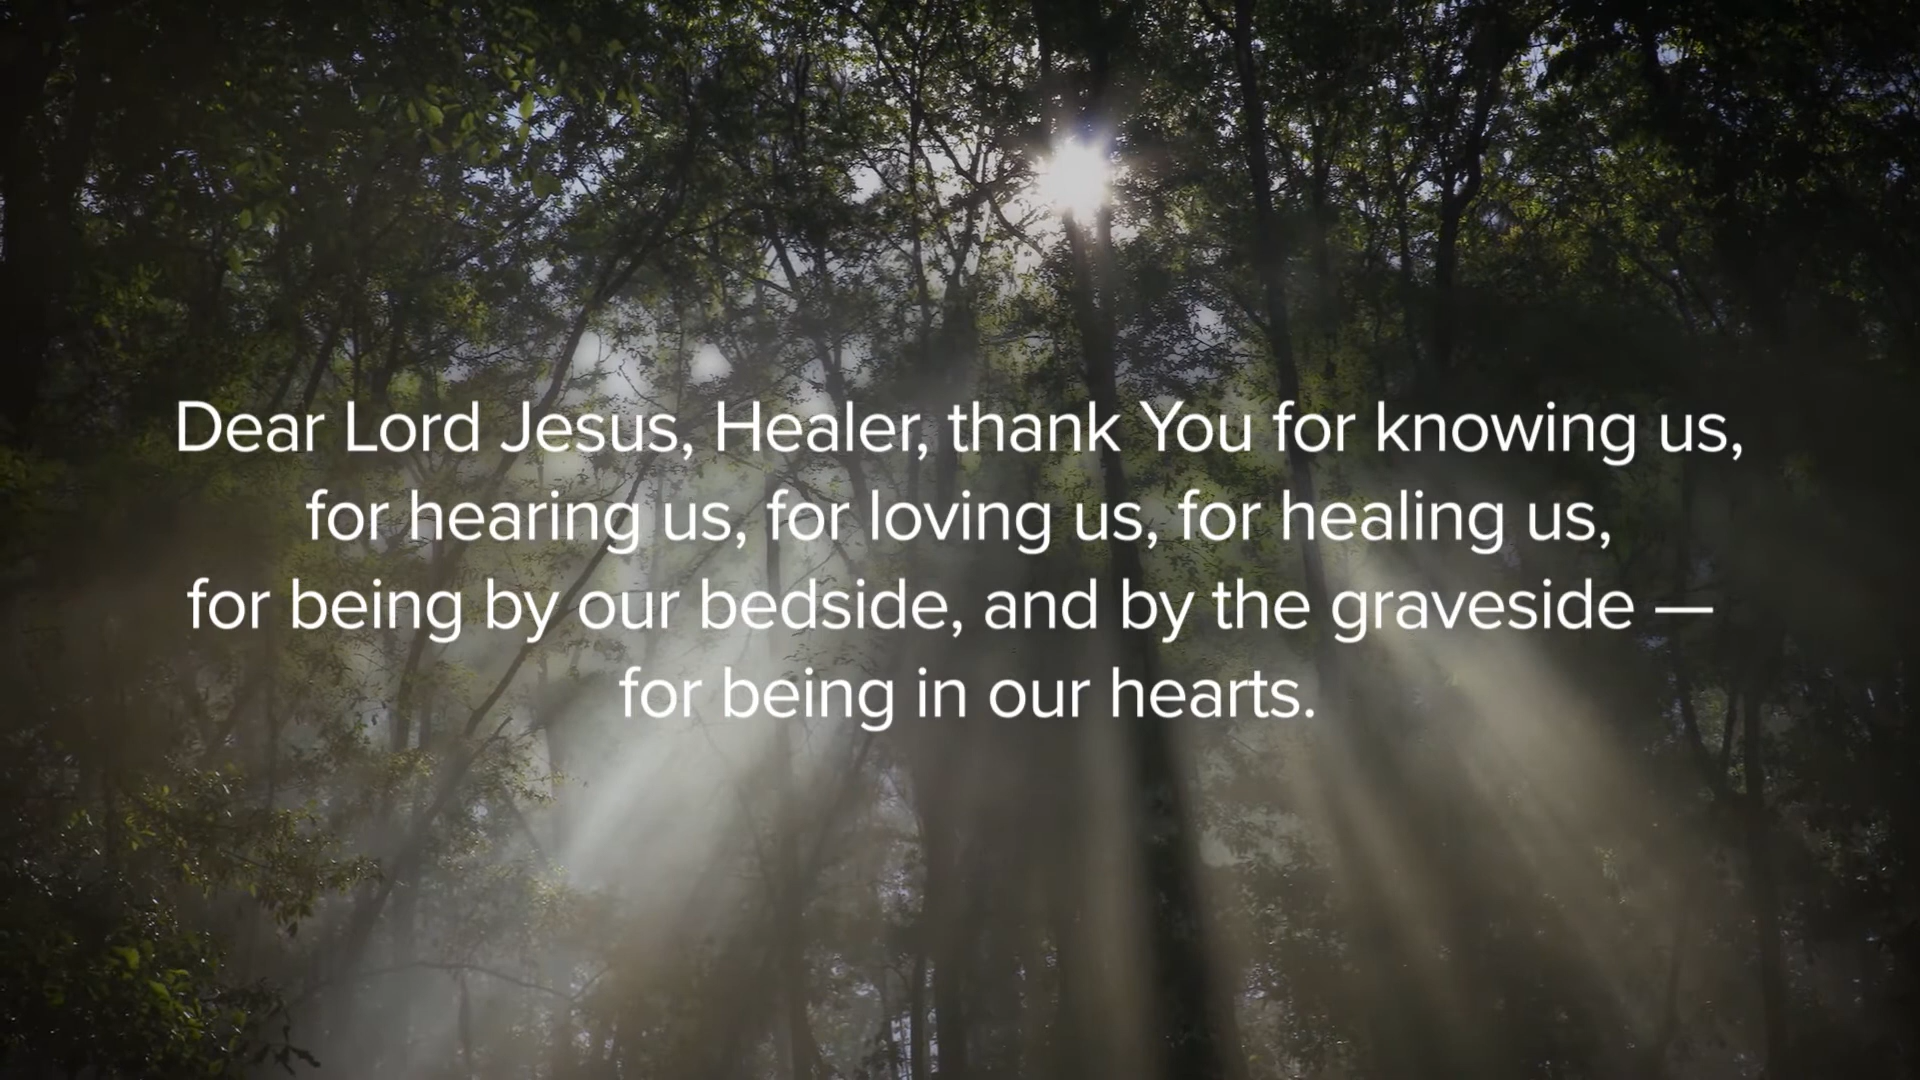 Dear Lord Jesus, Healer, thank You for knowing us,
for hearing us, for loving us, for healing us,
for being by our bedside, and by the graveside —
for being in our hearts.